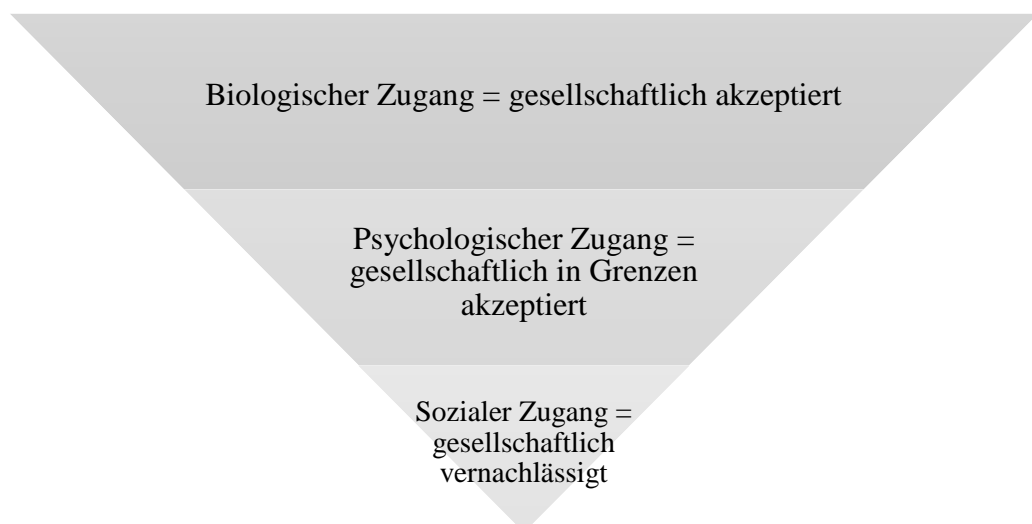 Biologischer Zugang = gesellschaftlich akzeptiert
Psychologischer Zugang =
gesellschaftlich in Grenzen
akzeptiert
Sozialer Zugang =
gesellschaftlich
vernachlässigt